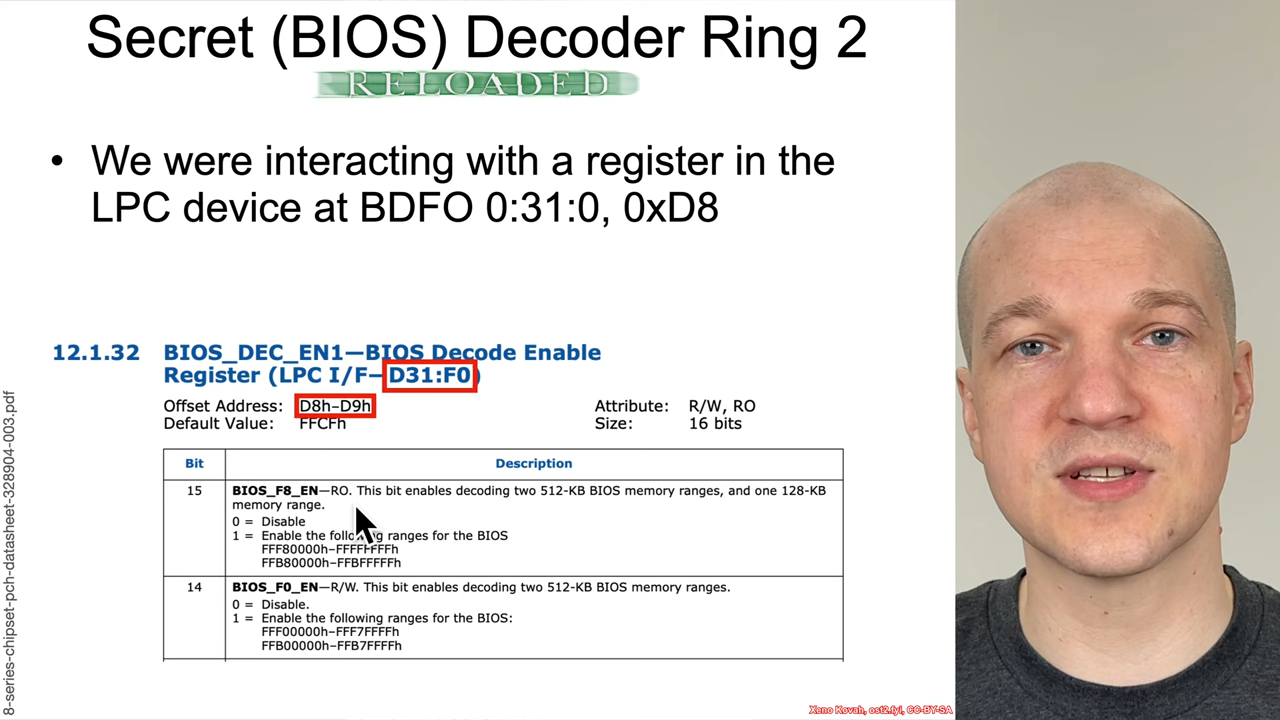 Secret (BIOS) Decoder Ring 2
RELOADED
• We were interacting with a register in the
LPC device at BDFO 0:31:0, 0xD8
12.1.32 BIOS_DEC_EN1—BIOS Decode Enable
Register (LPC I/F—D31:F0)
Offset Address: D8h–D9h Attribute: R/W, RO
Default Value: FFCFh Size: 16 bits
Bit Description
15 BIOS_F8_EN—RO. This bit enables decoding two 512-KB BIOS memory ranges, and one 128-KB
memory range.
0 = Disable
1 = Enable the following ranges for the BIOS
FFF80000h–FFFFFFFFh
FFB80000h–FFBFFFFFh
14 BIOS_F0_EN—R/W. This bit enables decoding two 512-KB BIOS memory ranges.
0 = Disable.
1 = Enable the following ranges for the BIOS:
FFF00000h–FFF7FFFFh
FFB00000h–FFB7FFFFh
8-series-chipset-pch-datasheet-328904-003.pdf
Xeno Kovah, ost2.fyi, CC-BY-SA